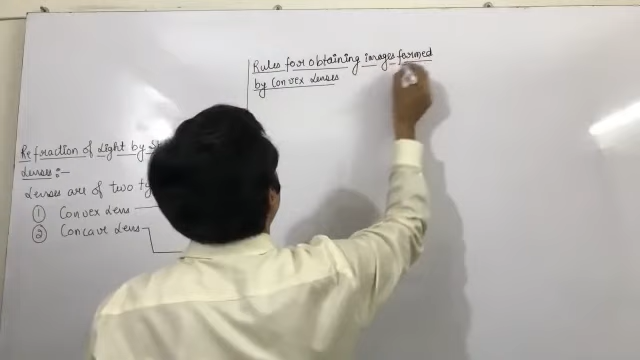 Rules for obtaining images formed
by Convex lenses
Refraction of Light by
Lenses :-
Lenses are of two
① Convex Lens
② Concave Lens